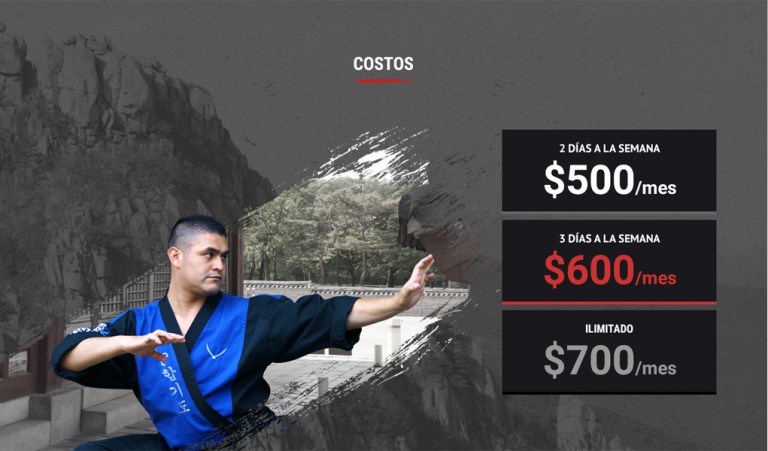 COSTOS
2 DÍAS A LA SEMANA
$500/mes
3 DÍAS A LA SEMANA
$600/mes
ILIMITADO
$700/mes